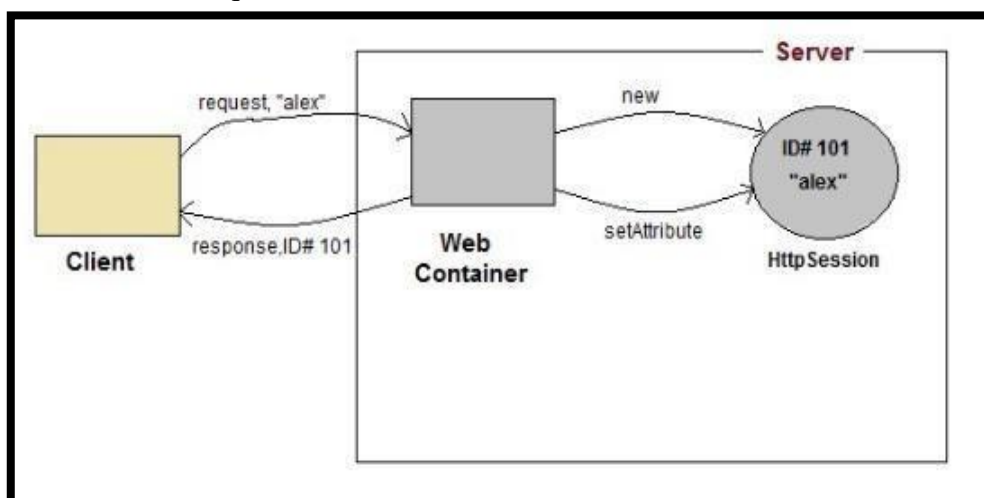 Server
request, "alex"
new
ID# 101
"alex"
Client
response,ID# 101
Web
Container
setAttribute
HttpSession